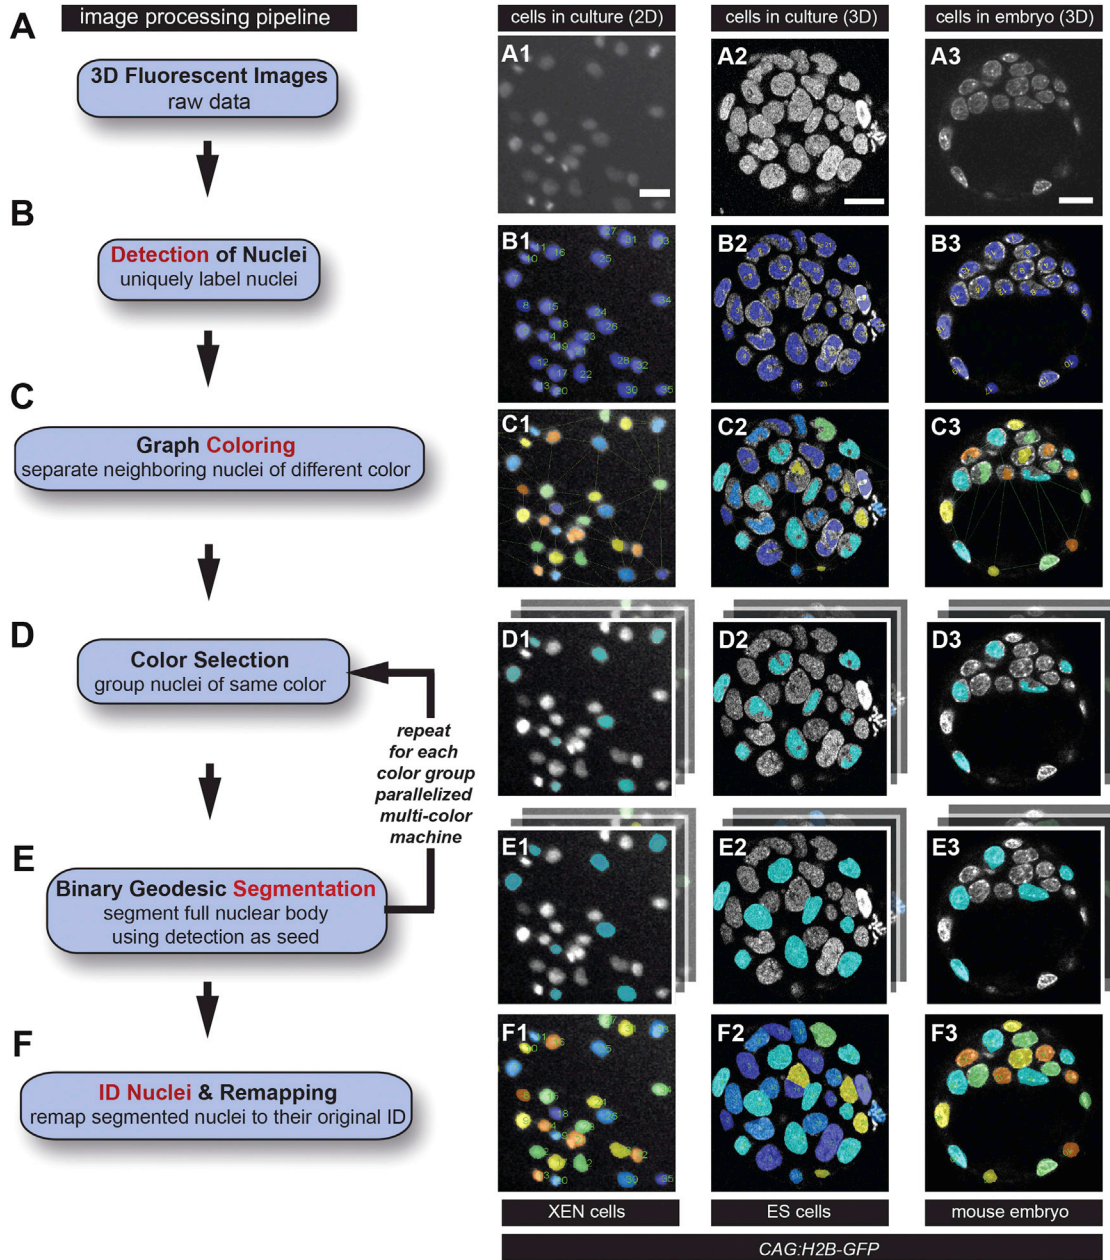 A
image processing pipeline
3D Fluorescent Images
raw data
B
Detection of Nuclei
uniquely label nuclei
C
Graph Coloring
separate neighboring nuclei of different color
D
Color Selection
group nuclei of same color
repeat
for each
color group
parallelized
multi-color
machine
E
Binary Geodesic Segmentation
segment full nuclear body
using detection as seed
F
ID Nuclei & Remapping
remap segmented nuclei to their original ID
cells in culture (2D)
cells in culture (3D)
cells in embryo (3D)
A1
A2
A3
B1
B2
B3
C1
C2
C3
D1
D2
D3
E1
E2
E3
F1
F2
F3
XEN cells
ES cells
mouse embryo
CAG:H2B-GFP